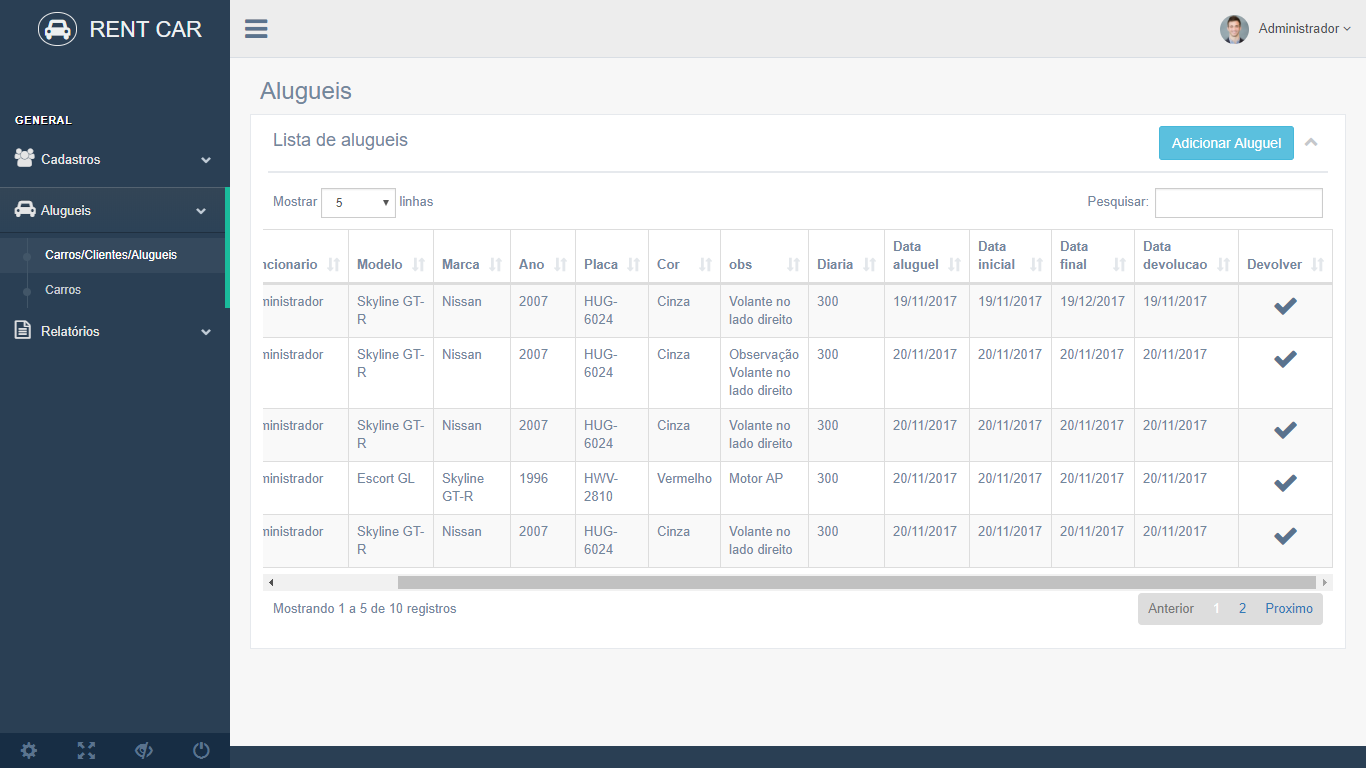 RENT CAR
Administrador
GENERAL
Cadastros
Alugueis
Carros/Clientes/Alugueis
Carros
Relatórios
Alugueis
Lista de alugueis
Adicionar Aluguel
Mostrar 5 linhas
Pesquisar:
ncionario Modelo Marca Ano Placa Cor obs Diaria Data aluguel Data inicial Data final Data devolucao Devolver
ministrador Skyline GT-R Nissan 2007 HUG-6024 Cinza Volante no lado direito 300 19/11/2017 19/11/2017 19/12/2017 19/11/2017
ministrador Skyline GT-R Nissan 2007 HUG-6024 Cinza Observação Volante no lado direito 300 20/11/2017 20/11/2017 20/11/2017 20/11/2017
ministrador Skyline GT-R Nissan 2007 HUG-6024 Cinza Volante no lado direito 300 20/11/2017 20/11/2017 20/11/2017 20/11/2017
ministrador Escort GL Skyline GT-R 1996 HWV-2810 Vermelho Motor AP 300 20/11/2017 20/11/2017 20/11/2017 20/11/2017
ministrador Skyline GT-R Nissan 2007 HUG-6024 Cinza Volante no lado direito 300 20/11/2017 20/11/2017 20/11/2017 20/11/2017
Mostrando 1 a 5 de 10 registros
Anterior 1 2 Proximo